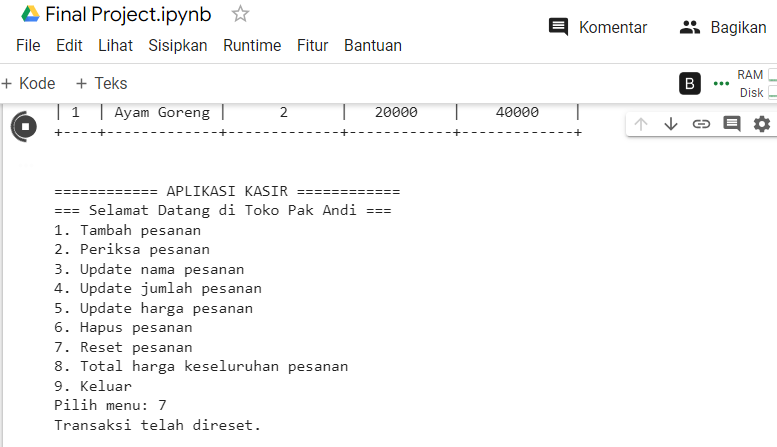 Final Project.ipynb
Komentar
Bagikan
File Edit Lihat Sisipkan Runtime Fitur Bantuan
+ Kode + Teks
B
RAM
Disk
| 1 | Ayam Goreng | 2 | 20000 | 40000 |
+----+-------------+--------------+-------------+-------------+
============ APLIKASI KASIR ============
=== Selamat Datang di Toko Pak Andi ===
1. Tambah pesanan
2. Periksa pesanan
3. Update nama pesanan
4. Update jumlah pesanan
5. Update harga pesanan
6. Hapus pesanan
7. Reset pesanan
8. Total harga keseluruhan pesanan
9. Keluar
Pilih menu: 7
Transaksi telah direset.